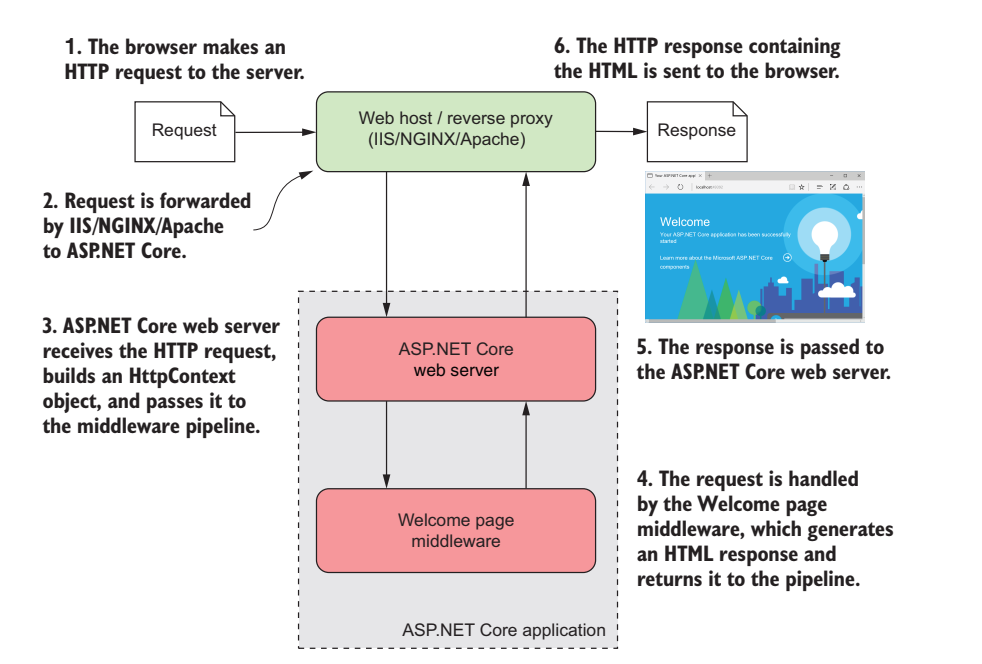 1. The browser makes an
HTTP request to the server.
6. The HTTP response containing
the HTML is sent to the browser.
Request
Web host / reverse proxy
(IIS/NGINX/Apache)
Response
2. Request is forwarded
by IIS/NGINX/Apache
to ASP.NET Core.
Your ASP.NET Core appl
localhost
Welcome
Your ASP.NET Core application has been successfully
started
Learn more about the Microsoft ASP.NET Core
components
3. ASP.NET Core web server
receives the HTTP request,
builds an HttpContext
object, and passes it to
the middleware pipeline.
ASP.NET Core
web server
5. The response is passed to
the ASP.NET Core web server.
4. The request is handled
by the Welcome page
middleware, which generates
an HTML response and
returns it to the pipeline.
Welcome page
middleware
ASP.NET Core application